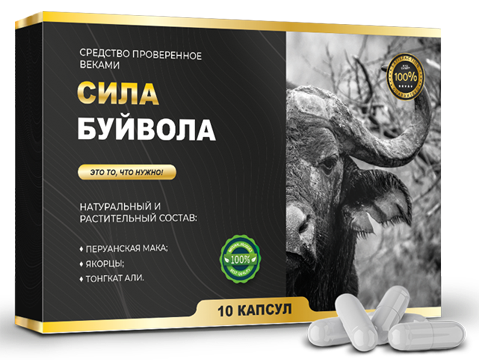 СРЕДСТВО ПРОВЕРЕННОЕ
ВЕКАМИ
СИЛА
БУЙВОЛА
ЭТО ТО, ЧТО НУЖНО!
НАТУРАЛЬНЫЙ И
РАСТИТЕЛЬНЫЙ СОСТАВ:
♦ ПЕРУАНСКАЯ МАКА;
♦ ЯКОРЦЫ;
♦ ТОНГКАТ АЛИ.
100%
100%
10 КАПСУЛ